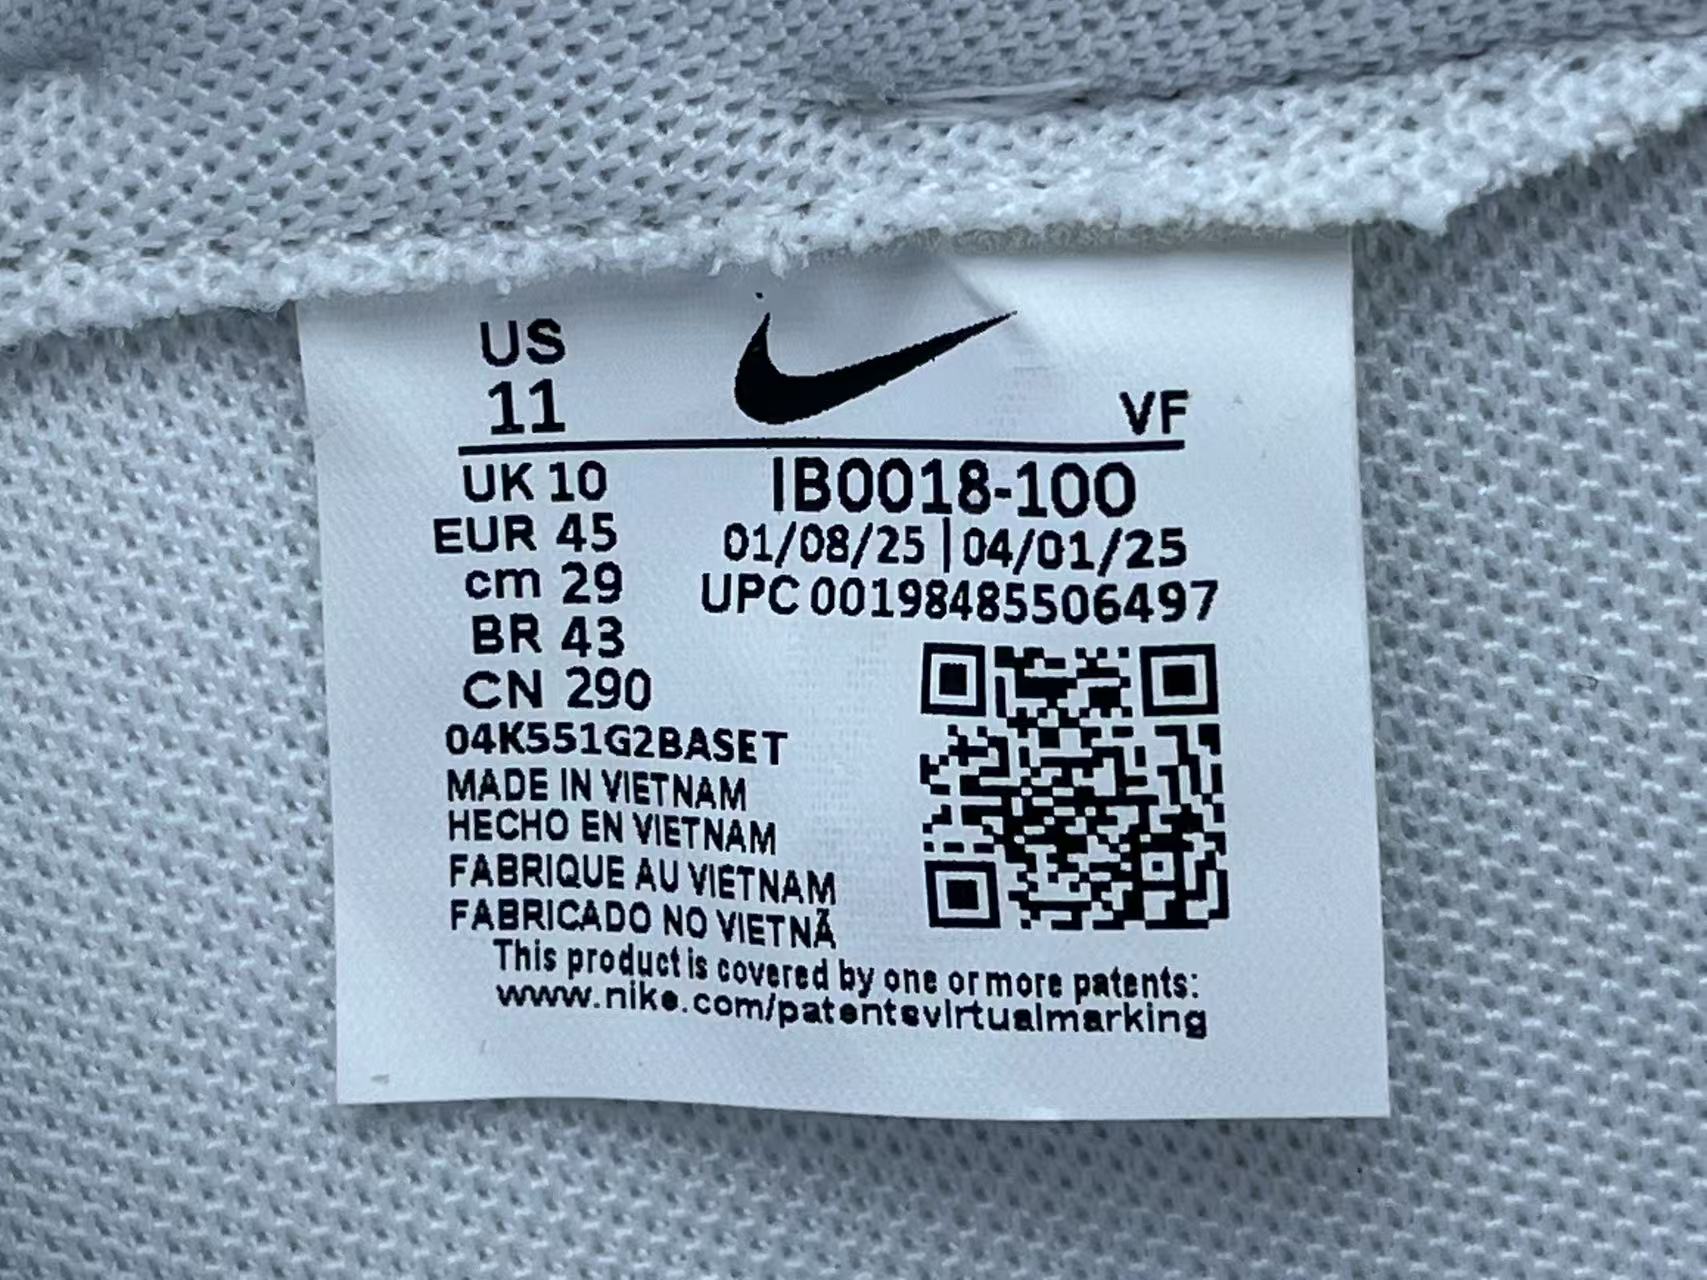 US
11
VF
UK 10
EUR 45
cm 29
BR 43
CN 290
IB0018-100
01/08/25 | 04/01/25
UPC 00198485506497
04K551G2BASET
MADE IN VIETNAM
HECHO EN VIETNAM
FABRIQUE AU VIETNAM
FABRICADO NO VIETNÃ
This product is covered by one or more patents:
www.nike.com/patentsvirtualmarking